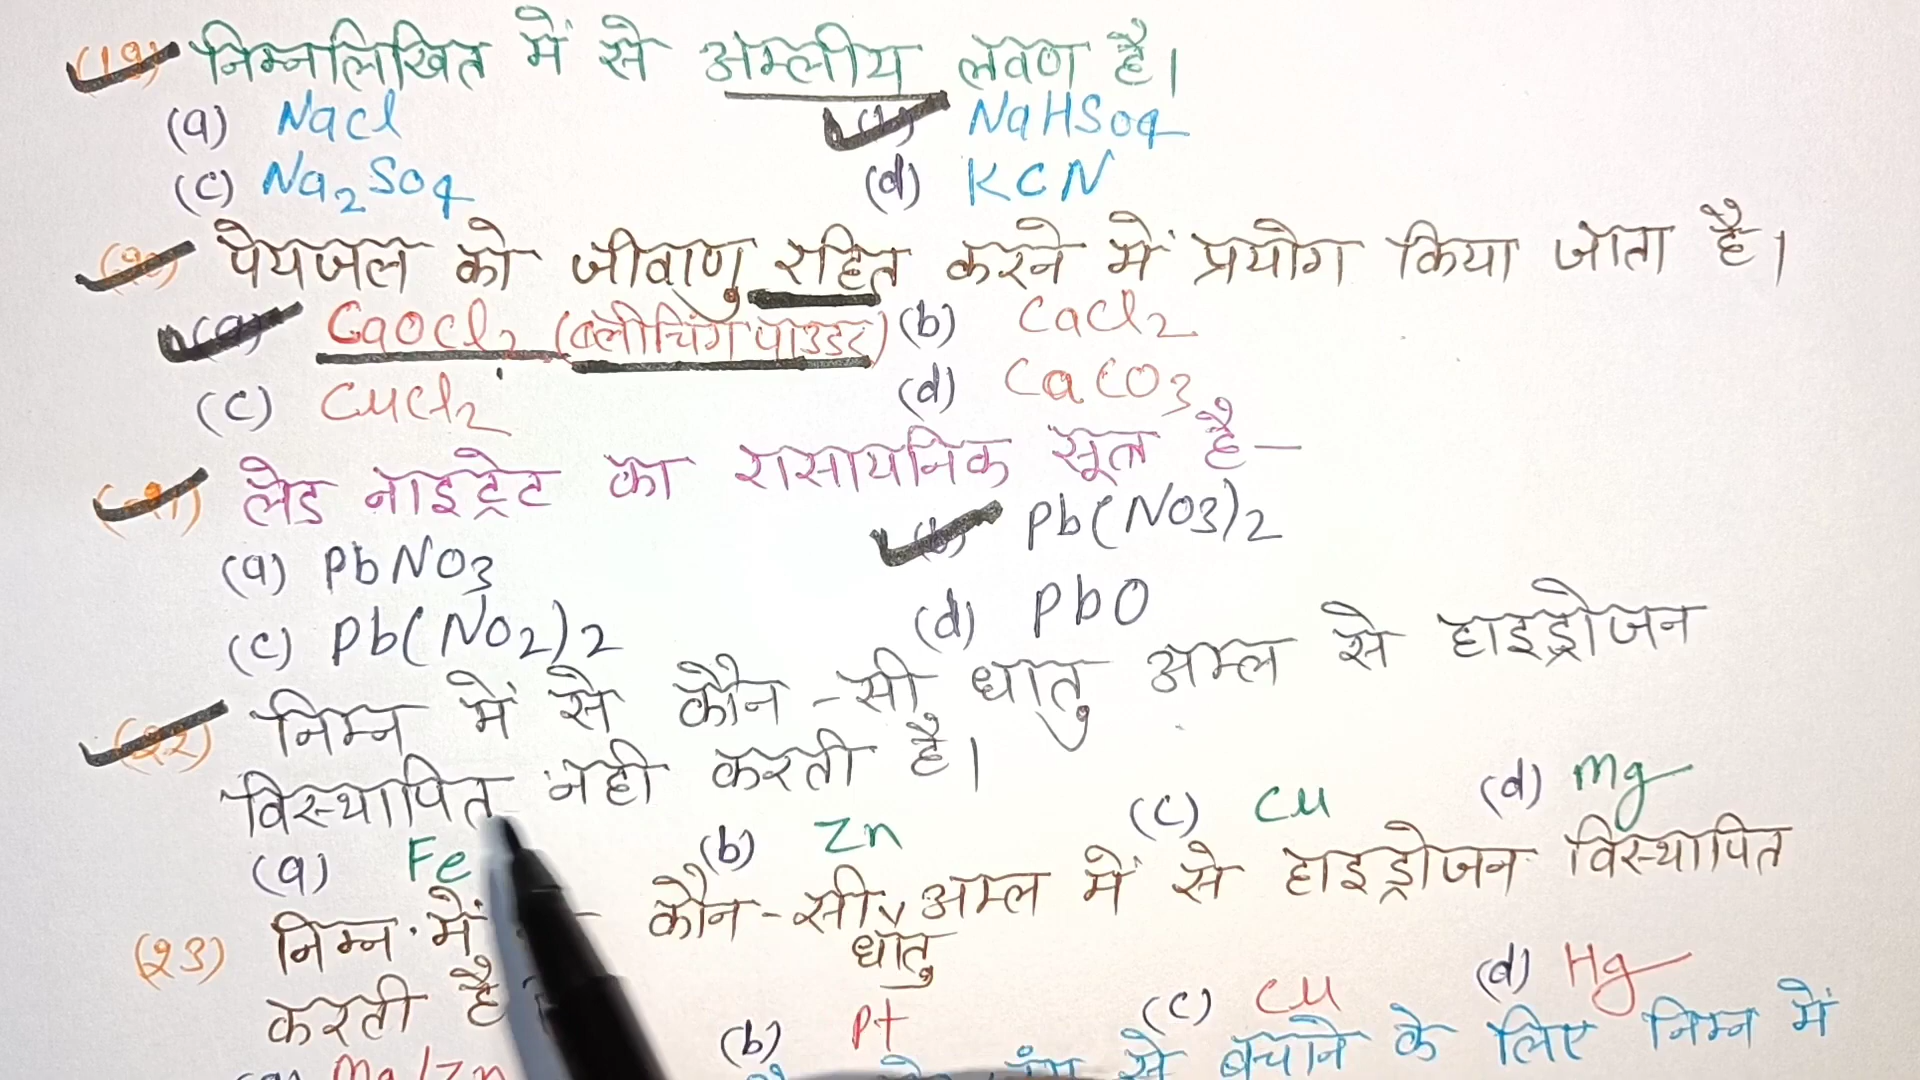 (19) निम्नलिखित में से अम्लीय लवण है।
(a) NaCl (b) NaHSO4
(c) Na2SO4 (d) KCN
पेयजल को जीवाणु रहित करने में प्रयोग किया जाता है।
(a) CaOCl2 (ब्लीचिंग पाउडर) (b) CaCl2
(c) CuCl2 (d) CaCO3
लेड नाइट्रेट का रासायनिक सूत्र है—
(a) PbNO3 (b) Pb(NO3)2
(c) Pb(NO2)2 (d) PbO
(22) निम्न में से कौन-सी धातु अम्ल से हाइड्रोजन
विस्थापित नही करती है।
(a) Fe (b) Zn (c) Cu (d) Mg
(23) निम्न में कौन-सी धातु अम्ल में से हाइड्रोजन विस्थापित
करती है
Mg/Zn (b) Pt (c) Cu (d) Hg
से बचाने के लिए निम्न में